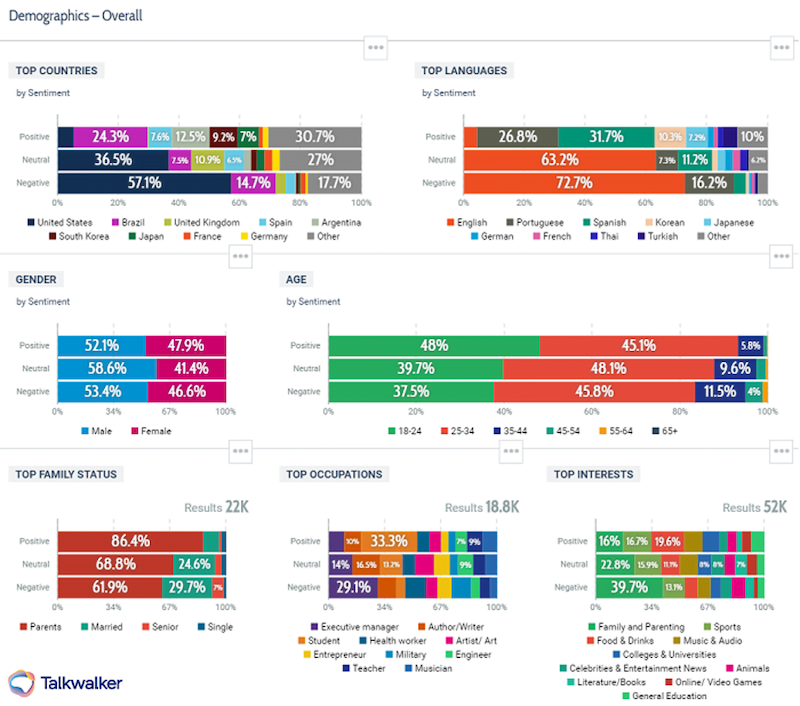 Demographics – Overall
TOP COUNTRIES
by Sentiment
0% 20% 40% 60% 80% 100%
Positive 24.3% 7.6% 12.5% 9.2% 7% 30.7%
Neutral 36.5% 7.5% 10.9% 6.5% 27%
Negative 57.1% 14.7% 17.7%
United States Brazil United Kingdom Spain Argentina
South Korea Japan France Germany Other
TOP LANGUAGES
by Sentiment
Positive 26.8% 31.7% 10.3% 7.2% 10%
Neutral 63.2% 7.3% 11.2% 6.2%
Negative 72.7% 16.2%
0% 20% 40% 60% 80% 100%
English Portuguese Spanish Korean Japanese
German French Thai Turkish Other
GENDER
by Sentiment
Positive 52.1% 47.9%
Neutral 58.6% 41.4%
Negative 53.4% 46.6%
0% 34% 67% 100%
Male Female
AGE
by Sentiment
Positive 48% 45.1% 5.8%
Neutral 39.7% 48.1% 9.6%
Negative 37.5% 45.8% 11.5% 4%
0% 20% 40% 60% 80% 100%
18-24 25-34 35-44 45-54 55-64 65+
TOP FAMILY STATUS
Results 22K
Positive 86.4%
Neutral 68.8% 24.6%
Negative 61.9% 29.7% 7%
0% 34% 67% 100%
Parents Married Senior Single
TOP OCCUPATIONS
Results 18.8K
Positive 10% 33.3% 7% 9%
Neutral 14% 16.5% 13.2% 9%
Negative 29.1%
0% 34% 67% 100%
Executive manager Author/Writer
Student Health worker Artist/ Art
Entrepreneur Military Engineer
Teacher Musician
TOP INTERESTS
Results 52K
Positive 16% 16.7% 19.6%
Neutral 22.8% 15.9% 11.1% 8% 8% 7%
Negative 39.7% 13.1%
0% 34% 67% 100%
Family and Parenting Sports
Food & Drinks Music & Audio
Colleges & Universities
Celebrities & Entertainment News Animals
Literature/Books Online/ Video Games
General Education
Talkwalker